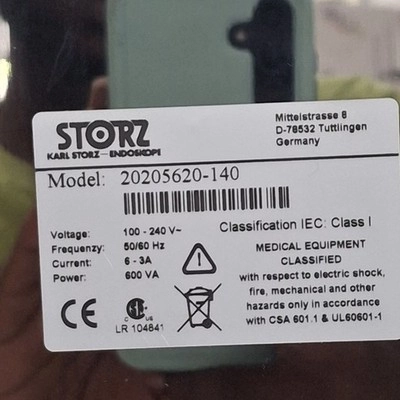 STORZ
KARL STORZ—ENDOSKOPE
Mittelstrasse 8
D-78532 Tuttlingen
Germany
Model: 20205620-140
Voltage: 100 - 240 V~
Frequenzy: 50/60 Hz
Current: 6 - 3A
Power: 600 VA
Classification IEC: Class I
MEDICAL EQUIPMENT
CLASSIFIED
with respect to electric shock,
fire, mechanical and other
hazards only in accordance
with CSA 601.1 & UL60601-1
CE
C US
LR 104841